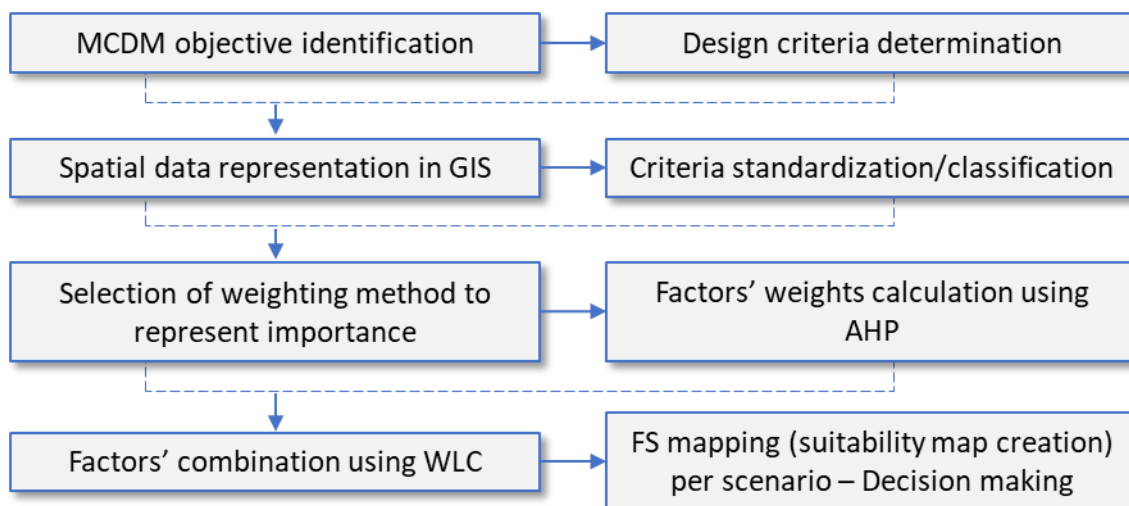 MCDM objective identification
Design criteria determination
Spatial data representation in GIS
Criteria standardization/classification
Selection of weighting method to
represent importance
Factors’ weights calculation using
AHP
Factors’ combination using WLC
FS mapping (suitability map creation)
per scenario – Decision making